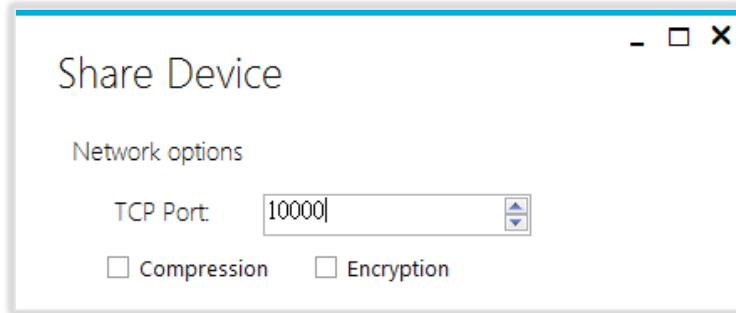 Share Device
Network options
TCP Port: 10000
Compression Encryption